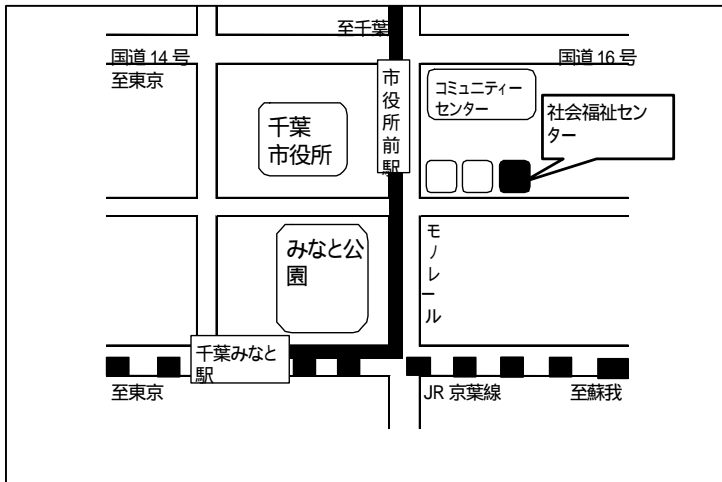 至千葉
国道 14 号
至東京
国道 16 号
市役所前駅
コミュニティー
センター
社会福祉セン
ター
千葉
市役所
みなと公
園
モノレール
千葉みなと
駅
至東京
JR 京葉線
至蘇我